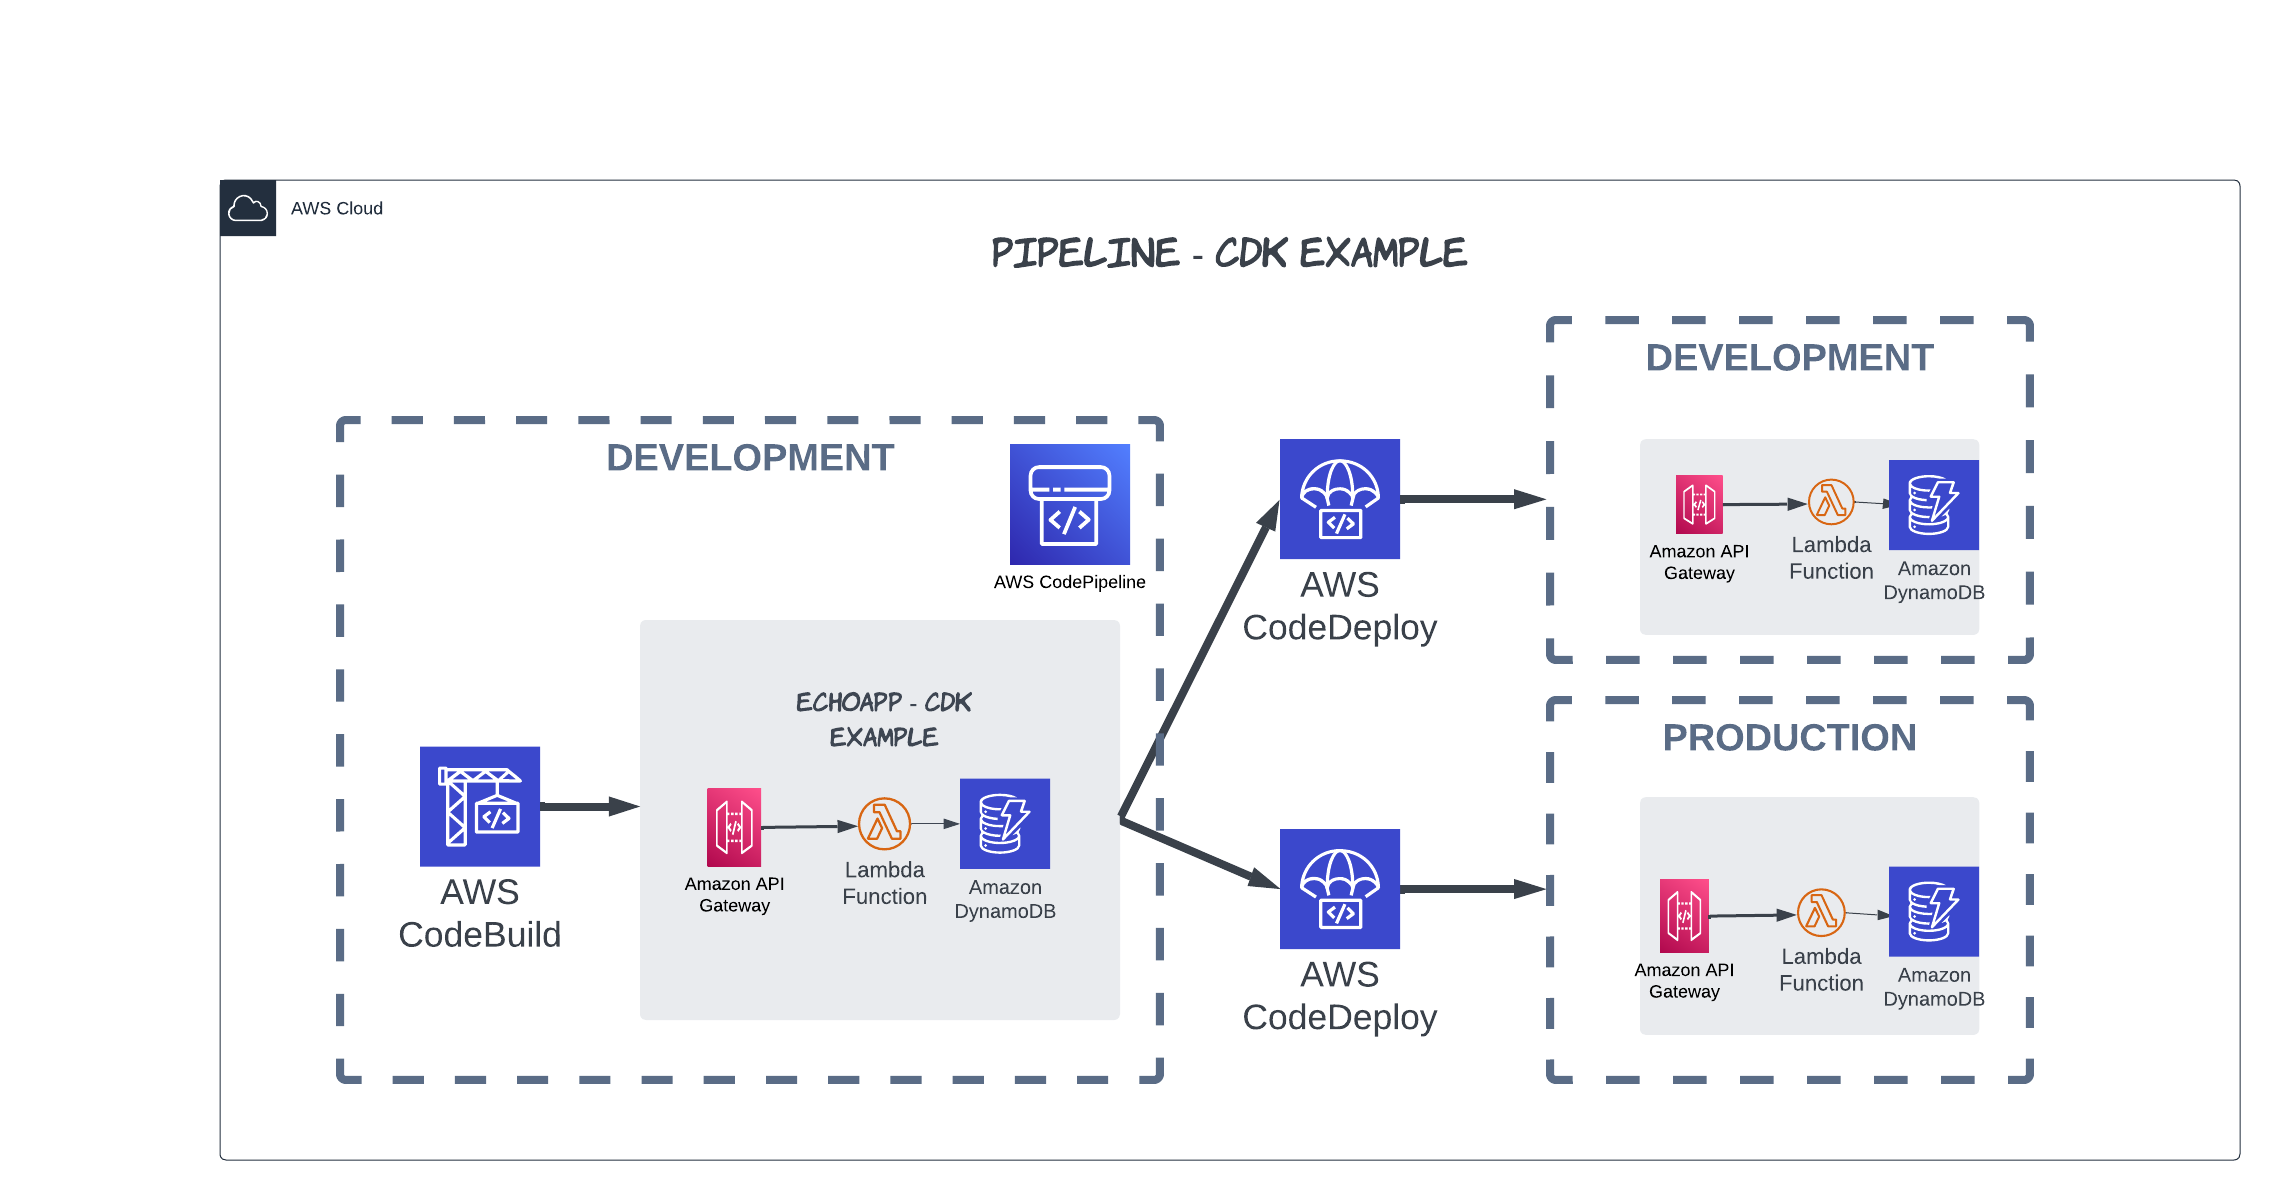 AWS Cloud
PIPELINE - CDK EXAMPLE
DEVELOPMENT
AWS CodePipeline
ECHOAPP - CDK
EXAMPLE
AWS
CodeBuild
Amazon API
Gateway
Lambda
Function
Amazon
DynamoDB
AWS
CodeDeploy
AWS
CodeDeploy
DEVELOPMENT
Amazon API
Gateway
Lambda
Function
Amazon
DynamoDB
PRODUCTION
Amazon API
Gateway
Lambda
Function
Amazon
DynamoDB